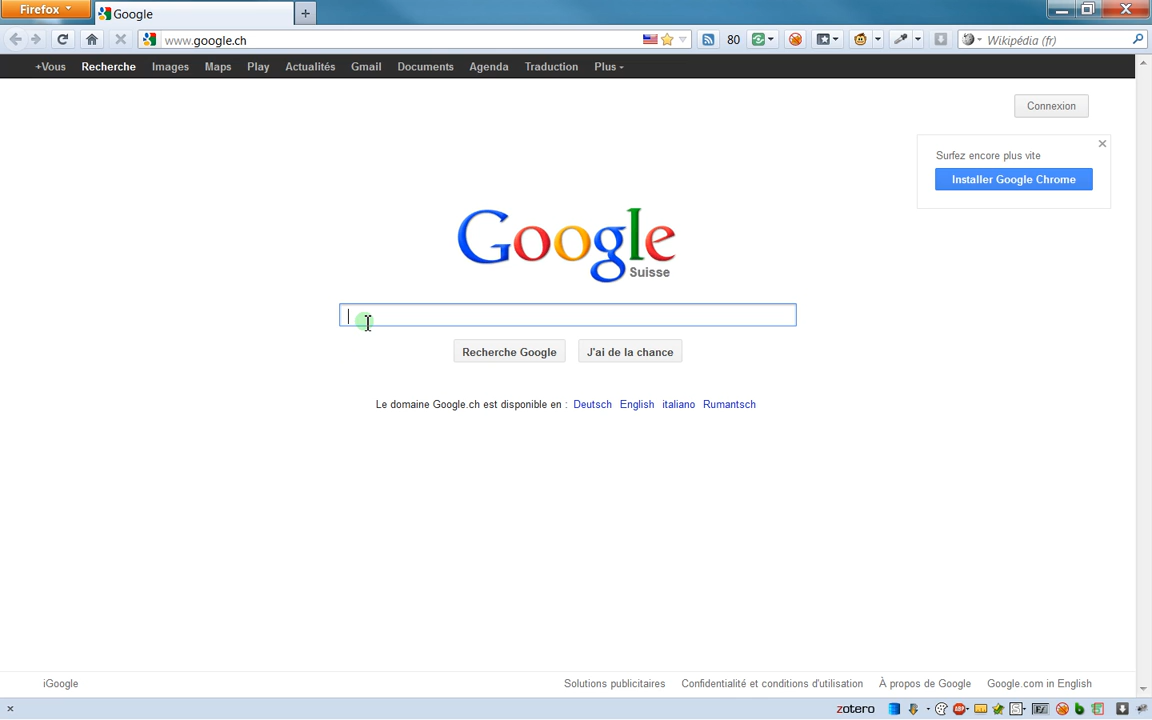 Firefox
Google
www.google.ch
80
Wikipédia (fr)
+Vous Recherche Images Maps Play Actualités Gmail Documents Agenda Traduction Plus
Connexion
Surfez encore plus vite
Installer Google Chrome
Google
Suisse
Recherche Google J'ai de la chance
Le domaine Google.ch est disponible en : Deutsch English italiano Rumantsch
iGoogle Solutions publicitaires Confidentialité et conditions d'utilisation À propos de Google Google.com in English
zotero